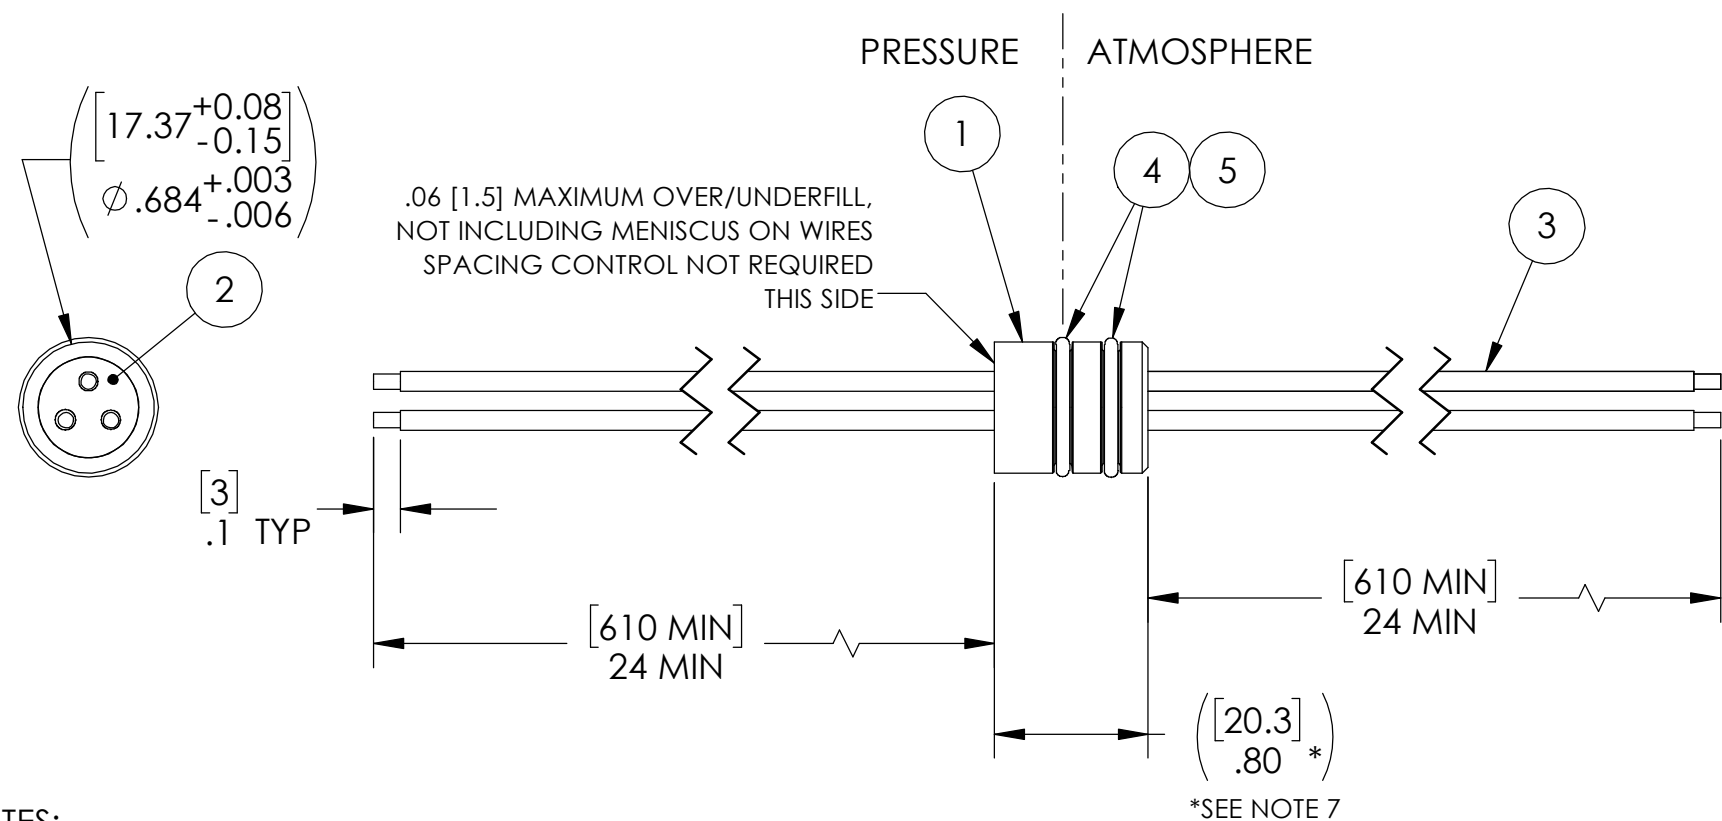 PRESSURE ATMOSPHERE
[17.37 +0.08 -0.15]
Ø .684 +.003 -.006
1
4 5
3
2
.06 [1.5] MAXIMUM OVER/UNDERFILL,
NOT INCLUDING MENISCUS ON WIRES
SPACING CONTROL NOT REQUIRED
THIS SIDE
[3]
.1 TYP
[610 MIN]
24 MIN
[610 MIN]
24 MIN
([20.3]
.80 *)
*SEE NOTE 7